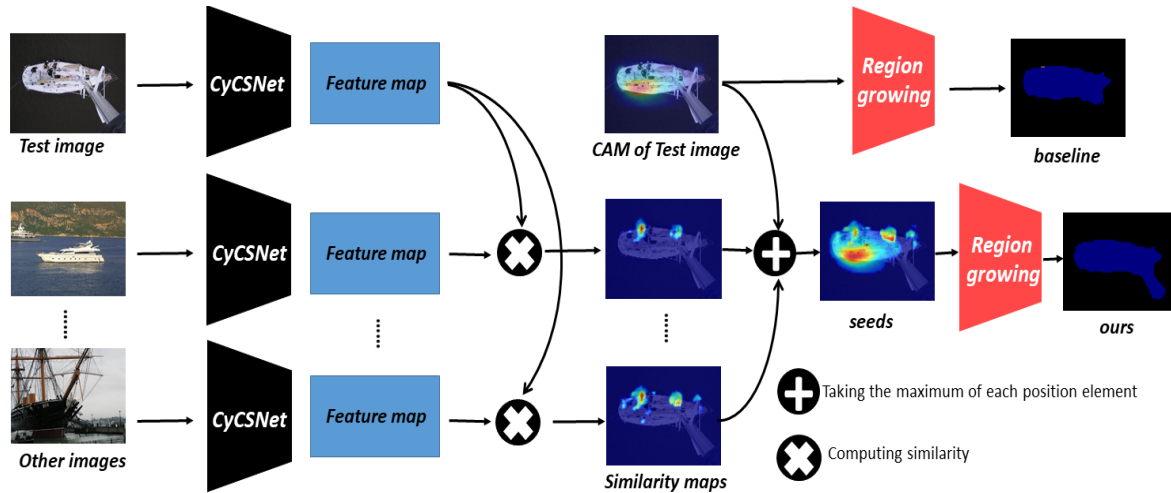 Test image
CyCSNet
Feature map
CAM of Test image
Region
growing
baseline
CyCSNet
Feature map
seeds
Region
growing
ours
Other images
CyCSNet
Feature map
Similarity maps
Taking the maximum of each position element
Computing similarity